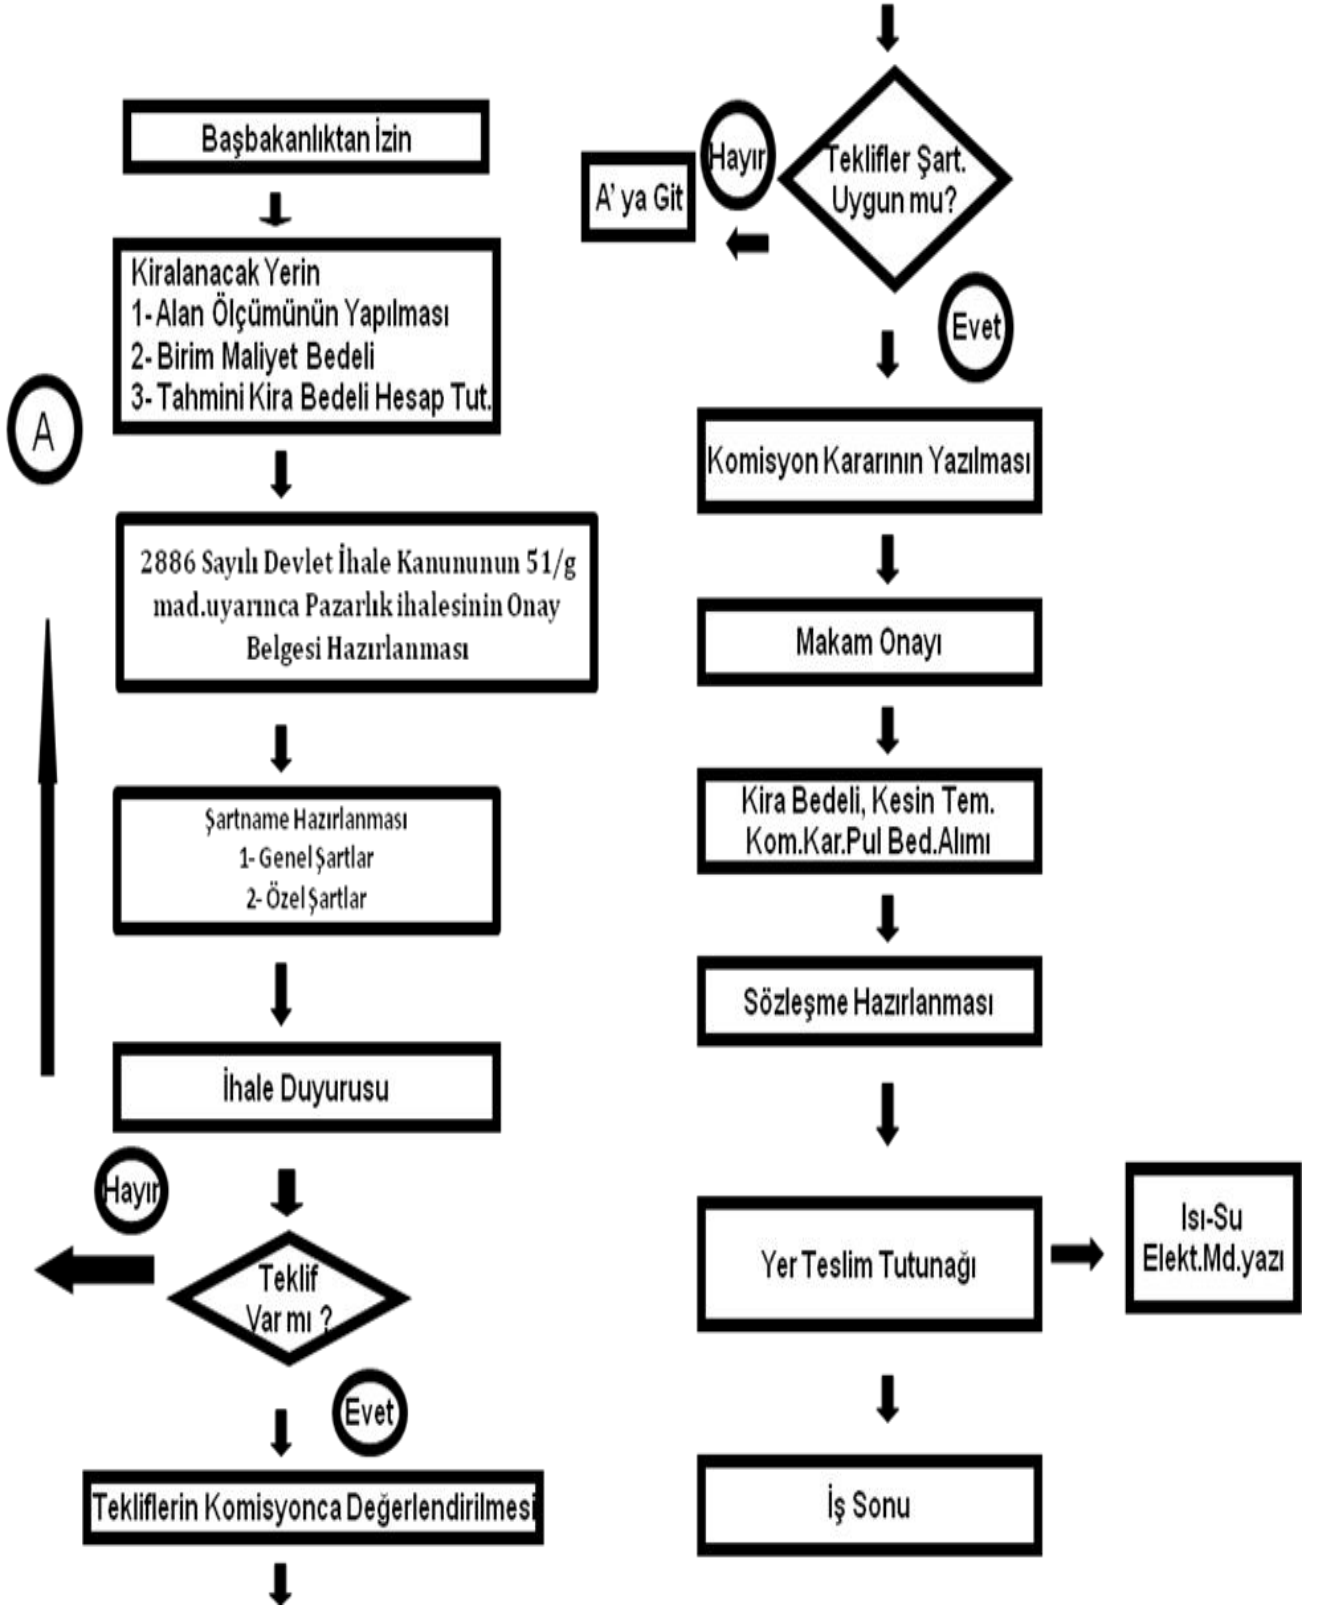 Başbakanlıktan İzin
Kiralanacak Yerin
1- Alan Ölçümünün Yapılması
2- Birim Maliyet Bedeli
3- Tahmini Kira Bedeli Hesap Tut.
A
2886 Sayılı Devlet İhale Kanununun 51/g
mad.uyarınca Pazarlık ihalesinin Onay
Belgesi Hazırlanması
Şartname Hazırlanması
1- Genel Şartlar
2- Özel Şartlar
İhale Duyurusu
Hayır
Teklif
Var mı ?
Evet
Tekliflerin Komisyonca Değerlendirilmesi
Teklifler Şart.
Uygun mu?
Hayır
A' ya Git
Evet
Komisyon Kararının Yazılması
Makam Onayı
Kira Bedeli, Kesin Tem.
Kom.Kar.Pul Bed.Alımı
Sözleşme Hazırlanması
Yer Teslim Tutunağı
Isı-Su
Elekt.Md.yazı
İş Sonu